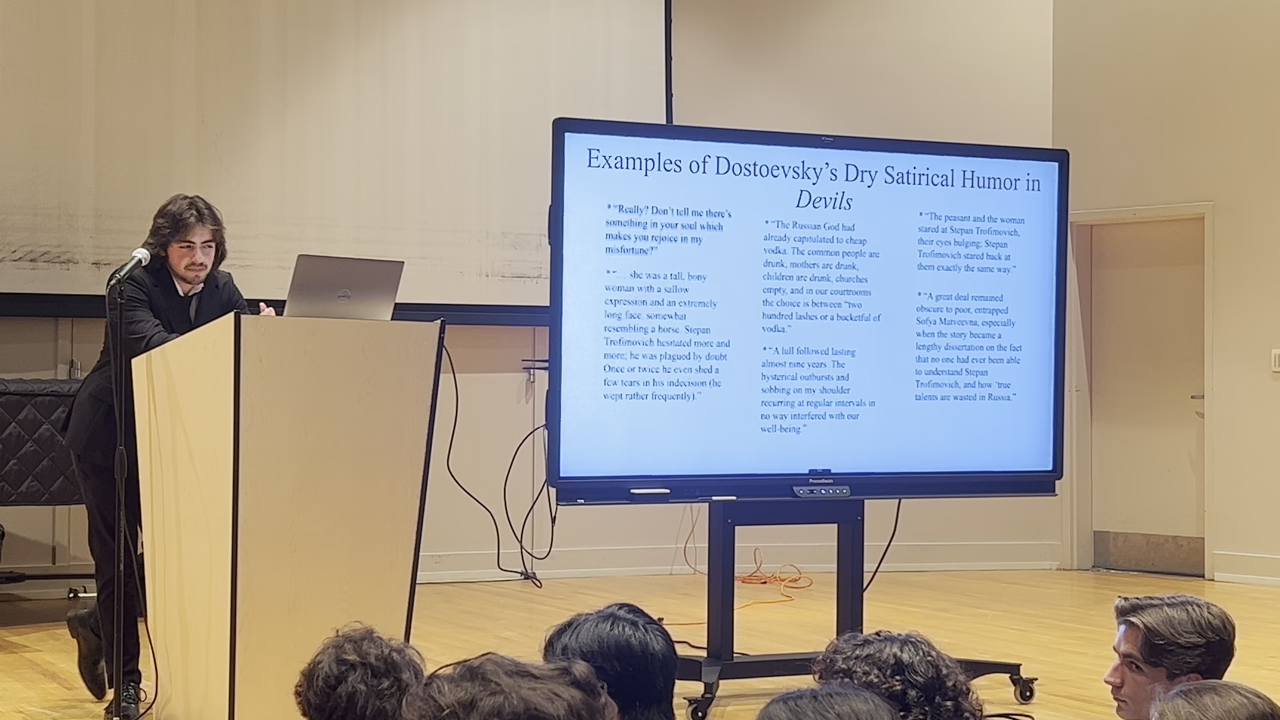 Examples of Dostoevsky's Dry Satirical Humor in
Devils
* "Really? Don't tell me there's
something in your soul which
makes you rejoice in my
misfortune?"
* "… she was a tall, bony
woman with a sallow
expression and an extremely
long face, somewhat
resembling a horse. Stepan
Trofimovich hesitated more and
more; he was plagued by doubt.
Once or twice he even shed a
few tears in his indecision (he
wept rather frequently)."
* "The Russian God had
already capitulated to cheap
vodka. The common people are
drunk, mothers are drunk,
children are drunk, churches
empty, and in our courtrooms
the choice is between "two
hundred lashes or a bucketful of
vodka."
* "A lull followed lasting
almost nine years. The
hysterical outbursts and
sobbing on my shoulder
recurring at regular intervals in
no way interfered with our
well-being."
* "The peasant and the woman
stared at Stepan Trofimovich,
their eyes bulging; Stepan
Trofimovich stared back at
them exactly the same way."
* "A great deal remained
obscure to poor, entrapped
Sofya Matveevna, especially
when the story became a
lengthy dissertation on the fact
that no one had ever been able
to understand Stepan
Trofimovich, and how "true
talents are wasted in Russia."
Promethean
DELL